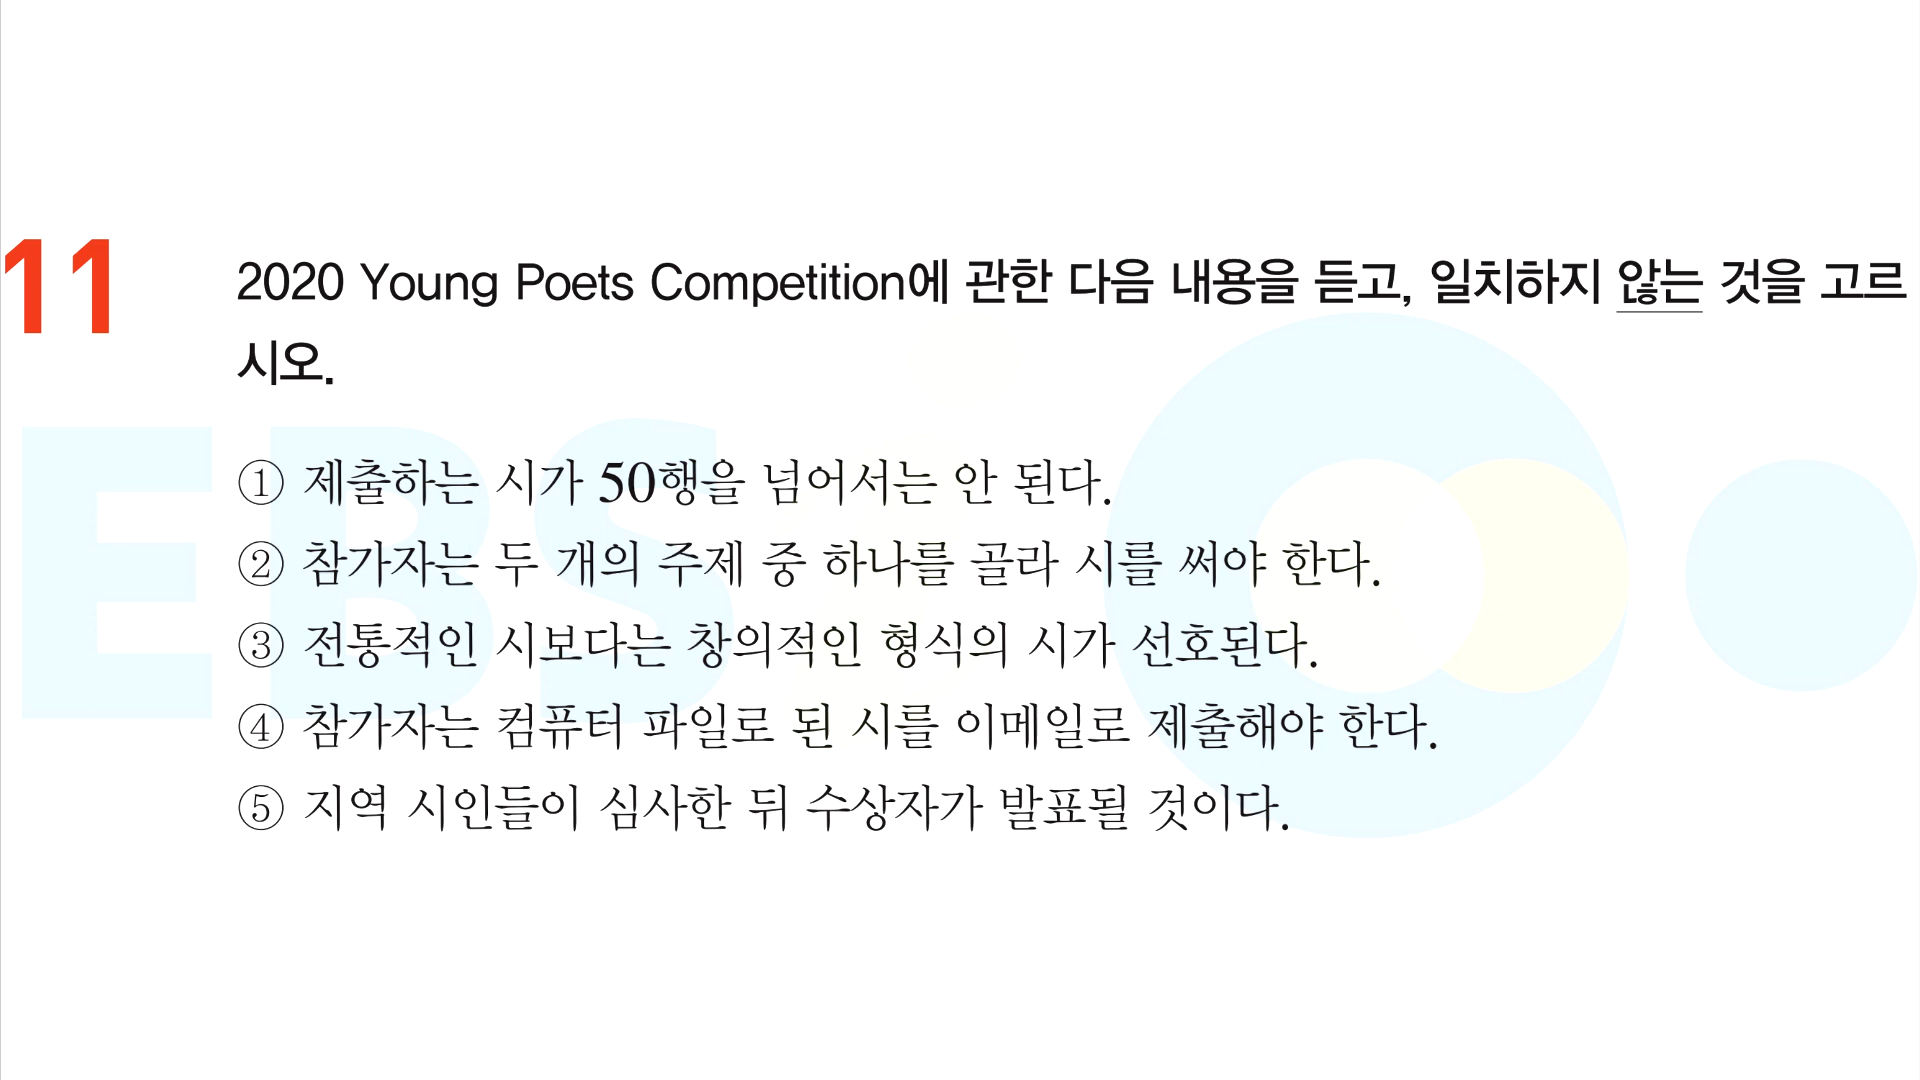 11
2020 Young Poets Competition에 관한 다음 내용을 듣고, 일치하지 않는 것을 고르
시오.
① 제출하는 시가 50행을 넘어서는 안 된다.
② 참가자는 두 개의 주제 중 하나를 골라 시를 써야 한다.
③ 전통적인 시보다는 창의적인 형식의 시가 선호된다.
④ 참가자는 컴퓨터 파일로 된 시를 이메일로 제출해야 한다.
⑤ 지역 시인들이 심사한 뒤 수상자가 발표될 것이다.
EBS